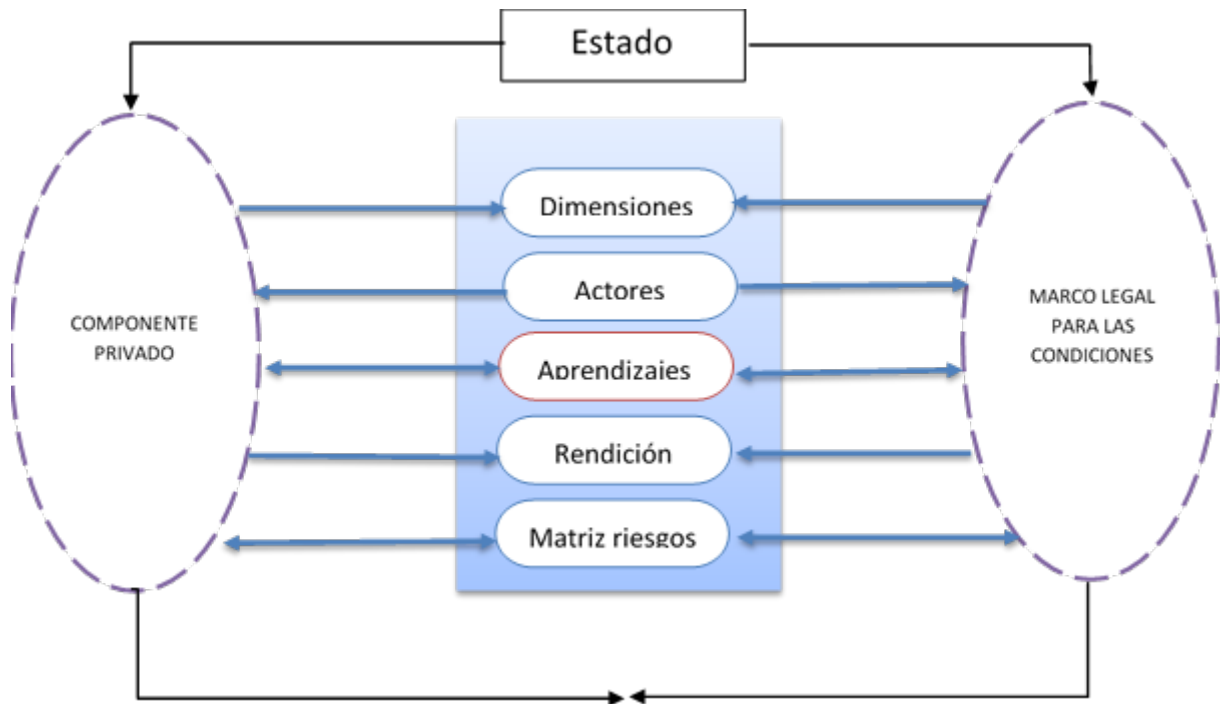 Estado
Dimensiones
Actores
COMPONENTE
PRIVADO
Aprendizajes
Rendición
Matriz riesgos
MARCO LEGAL
PARA LAS
CONDICIONES